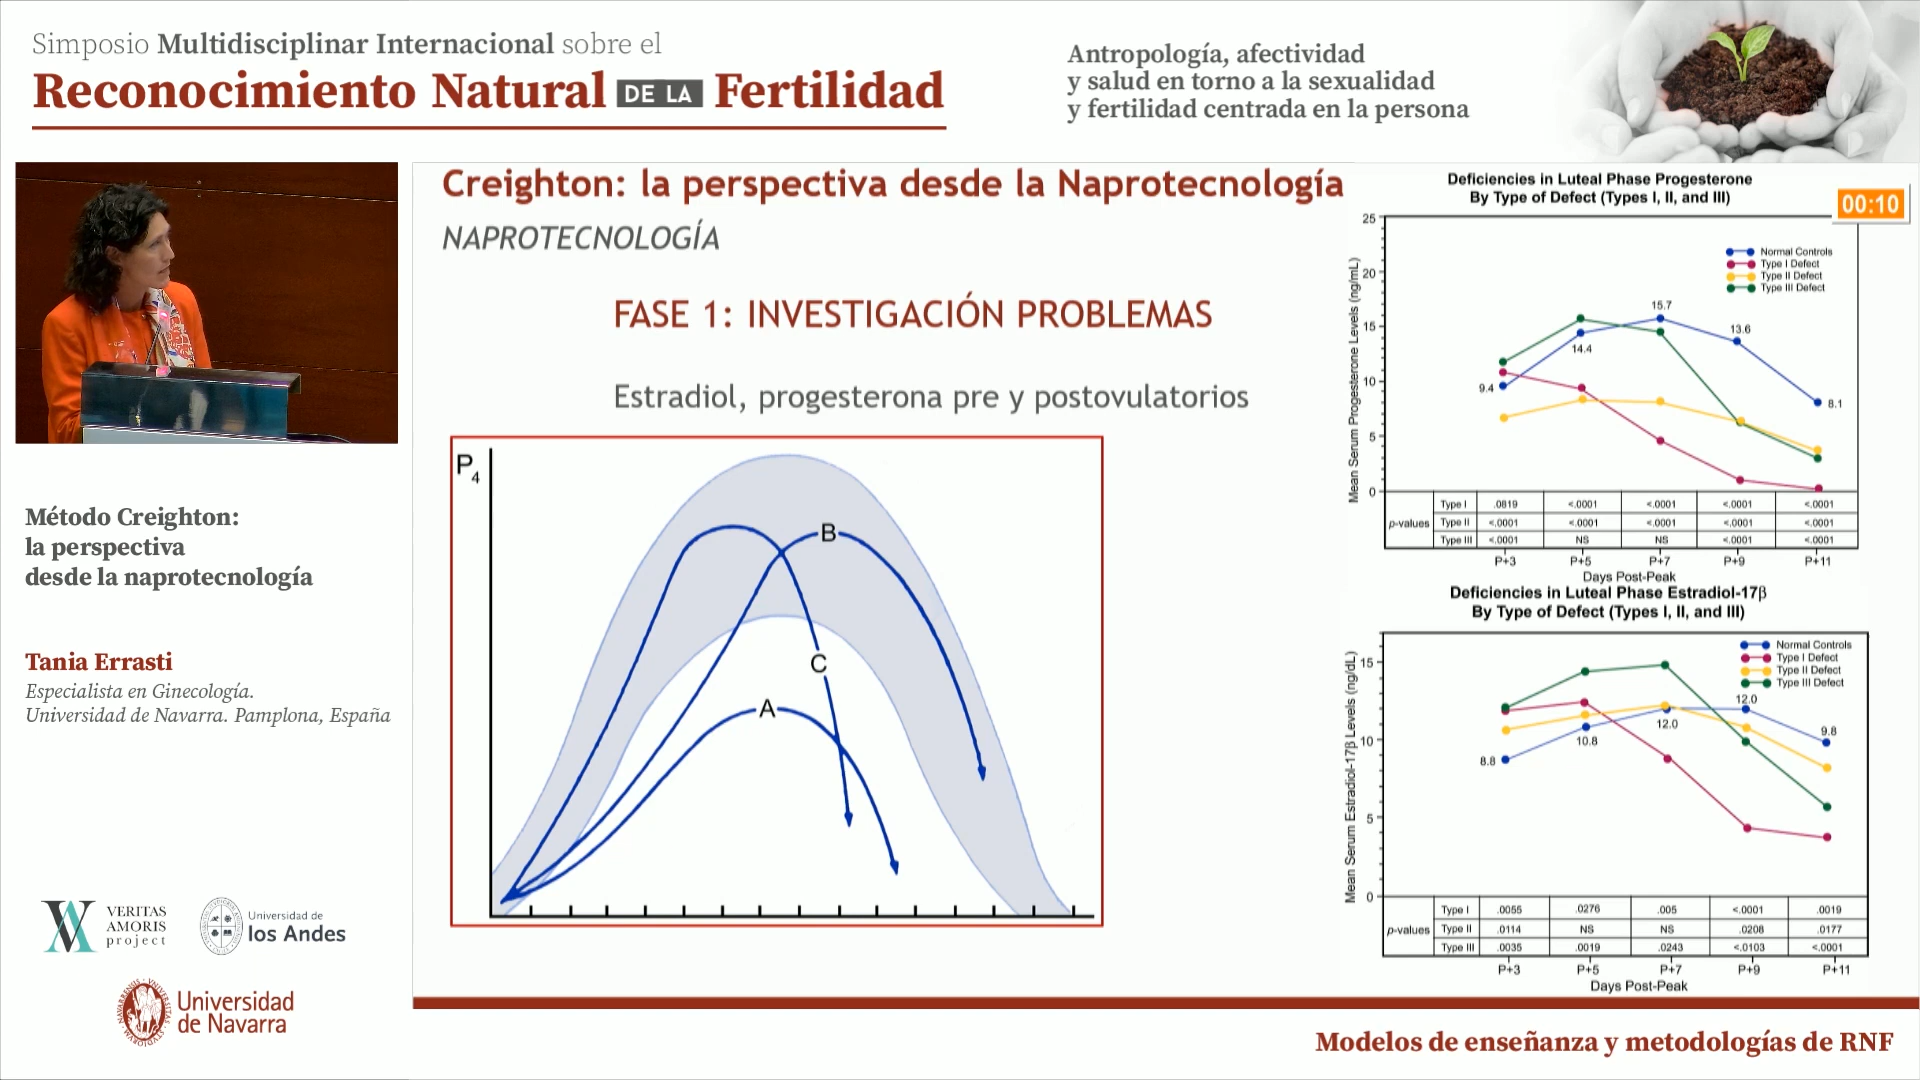 Simposio Multidisciplinar Internacional sobre el
Reconocimiento Natural DE LA Fertilidad
Antropología, afectividad
y salud en torno a la sexualidad
y fertilidad centrada en la persona
Creighton: la perspectiva desde la Naprotecnología
NAPROTECNOLOGÍA
FASE 1: INVESTIGACIÓN PROBLEMAS
Estradiol, progesterona pre y postovulatorios
P4
B
C
A
Deficiencies in Luteal Phase Progesterone
By Type of Defect (Types I, II, and III)
00:10
Mean Serum Progesterone Levels (ng/mL)
25
20
15
10
5
0
Normal Controls
Type I Defect
Type II Defect
Type III Defect
9.4
14.4
15.7
13.6
8.1
p-values
Type I .0819 <.0001 <.0001 <.0001 <.0001
Type II <.0001 <.0001 <.0001 <.0001 <.0001
Type III <.0001 NS NS <.0001 <.0001
P+3 P+5 P+7 P+9 P+11
Days Post-Peak
Deficiencies in Luteal Phase Estradiol-17β
By Type of Defect (Types I, II, and III)
Mean Serum Estradiol-17β Levels (ng/dL)
15
10
5
0
Normal Controls
Type I Defect
Type II Defect
Type III Defect
8.8
10.8
12.0
12.0
9.8
p-values
Type I .0055 .0276 .005 <.0001 .0019
Type II .0114 NS NS .0208 .0177
Type III .0035 .0019 .0243 <.0103 <.0001
P+3 P+5 P+7 P+9 P+11
Days Post-Peak
Método Creighton:
la perspectiva
desde la naprotecnología
Tania Errasti
Especialista en Ginecología.
Universidad de Navarra. Pamplona, España
VERITAS
AMORIS
project
Universidad de
los Andes
Universidad
de Navarra
Modelos de enseñanza y metodologías de RNF